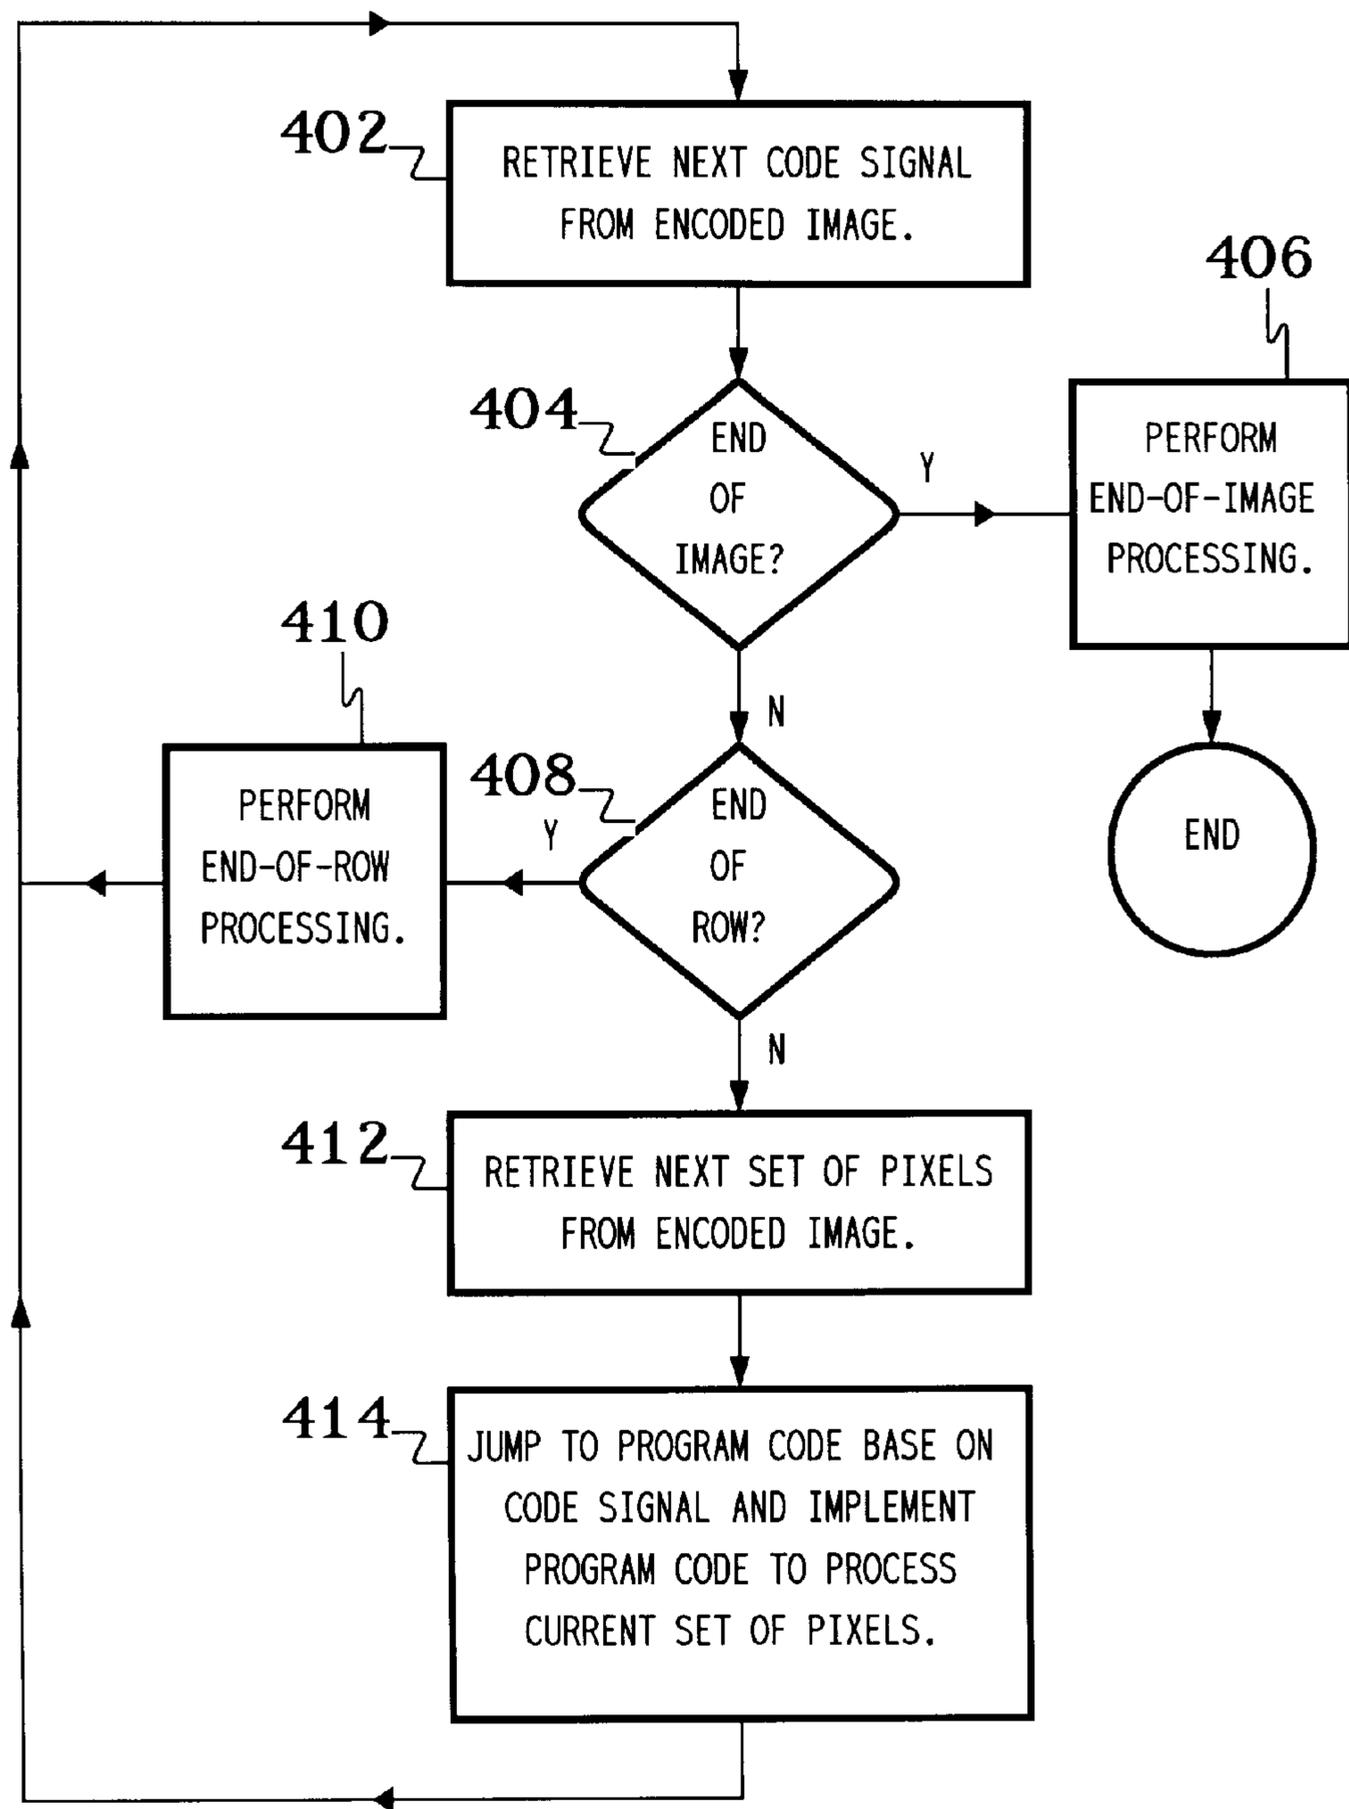 402
RETRIEVE NEXT CODE SIGNAL
FROM ENCODED IMAGE.
406
404
END
OF
IMAGE?
Y
PERFORM
END-OF-IMAGE
PROCESSING.
N
410
408
END
OF
ROW?
Y
PERFORM
END-OF-ROW
PROCESSING.
END
N
412
RETRIEVE NEXT SET OF PIXELS
FROM ENCODED IMAGE.
414
JUMP TO PROGRAM CODE BASE ON
CODE SIGNAL AND IMPLEMENT
PROGRAM CODE TO PROCESS
CURRENT SET OF PIXELS.